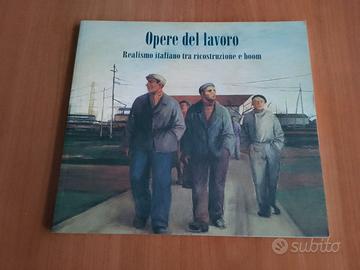 Opere del lavoro
Realismo italiano tra ricostruzione e boom
subito